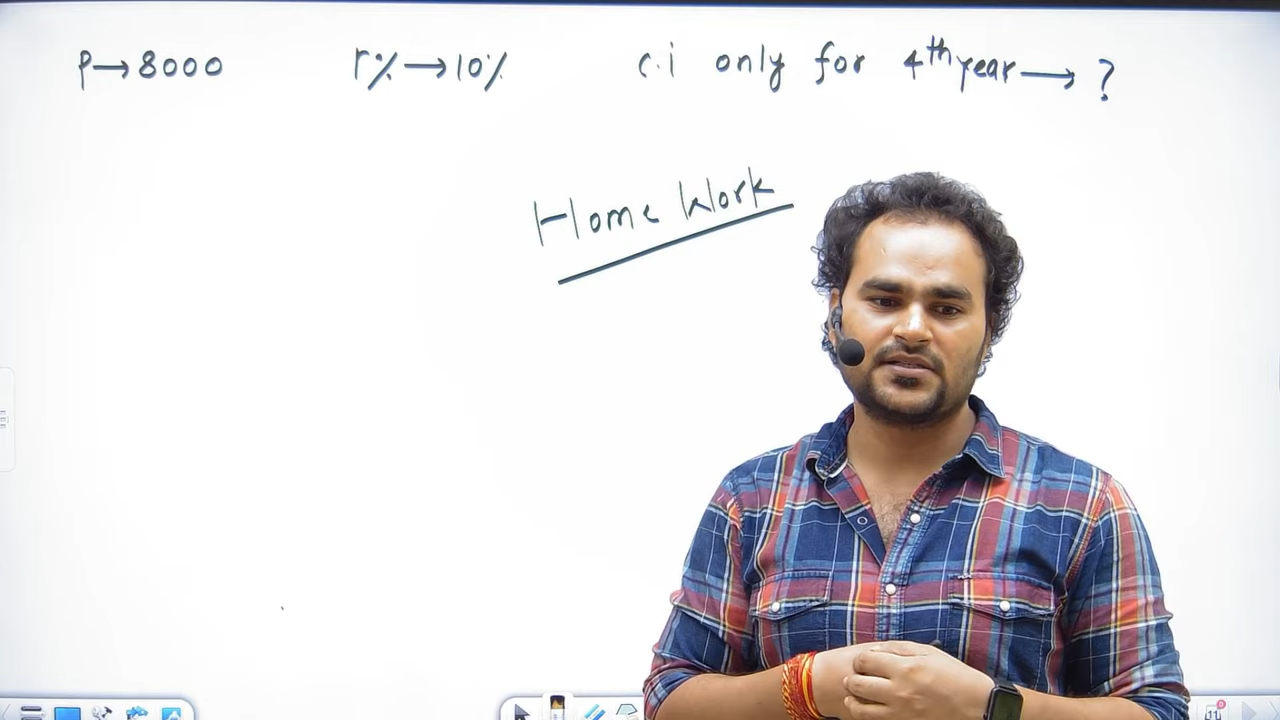 P→8000 r%→10% C.i only for 4th year→?
Home Work